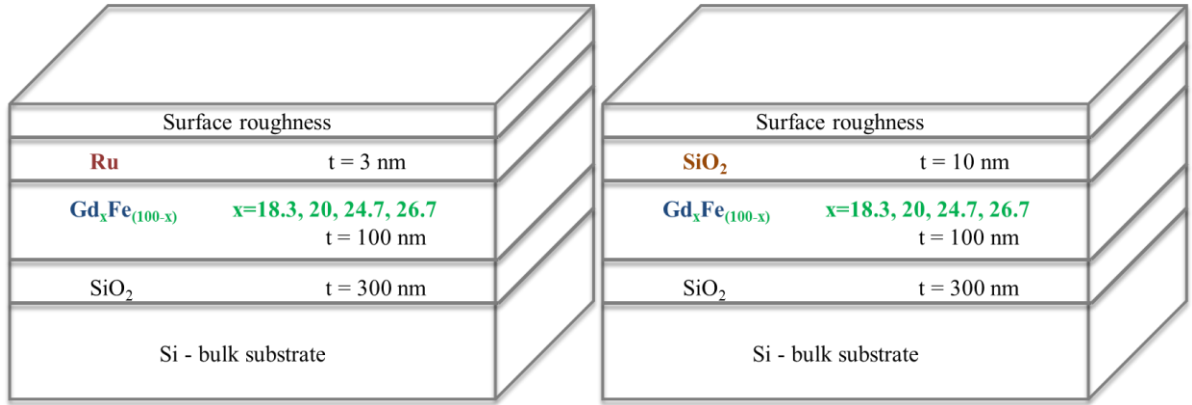 Surface roughness
Ru t = 3 nm
GdₓFe₍₁₀₀₋ₓ₎ x=18.3, 20, 24.7, 26.7
t = 100 nm
SiO₂ t = 300 nm
Si - bulk substrate
Surface roughness
SiO₂ t = 10 nm
GdₓFe₍₁₀₀₋ₓ₎ x=18.3, 20, 24.7, 26.7
t = 100 nm
SiO₂ t = 300 nm
Si - bulk substrate